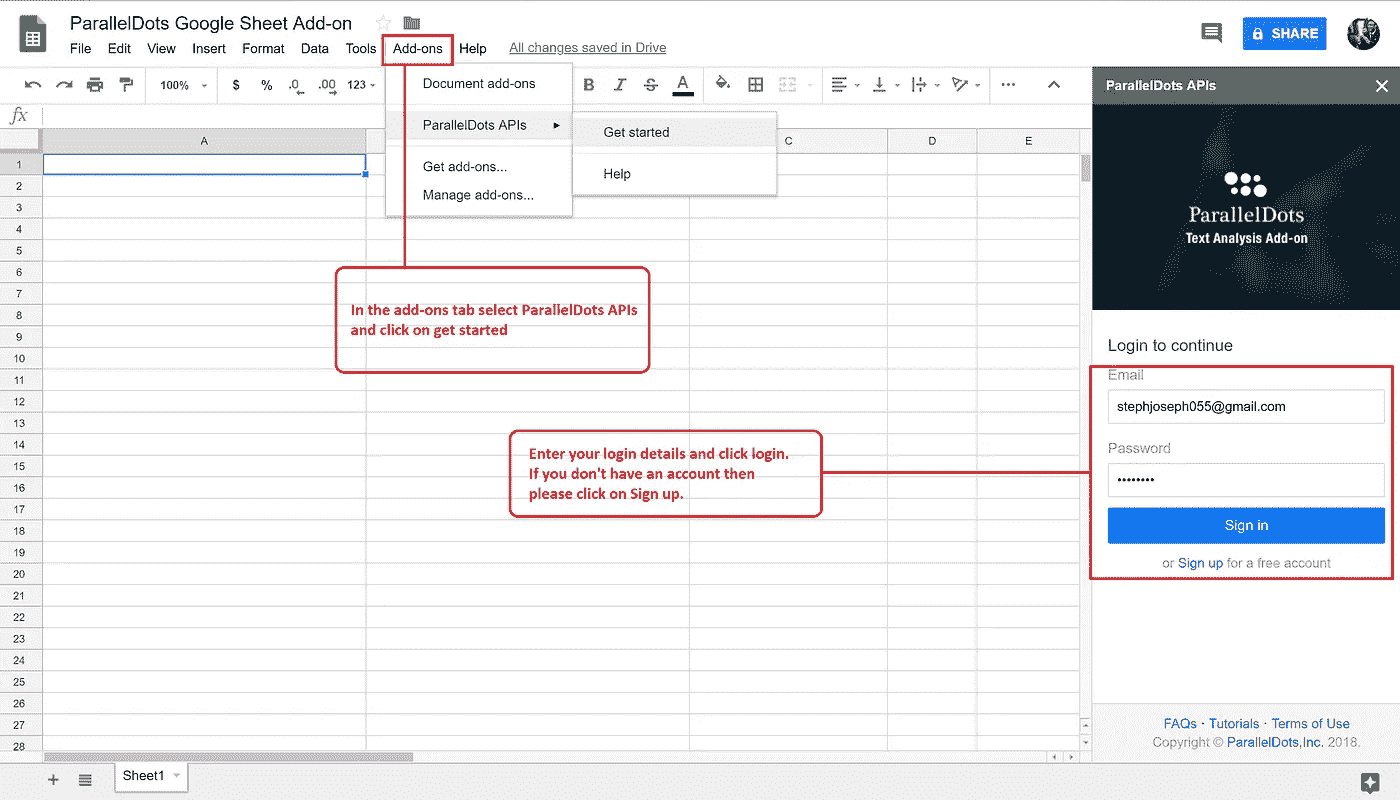 ParallelDots Google Sheet Add-on
File Edit View Insert Format Data Tools Add-ons Help All changes saved in Drive
SHARE
100% $ % .0 .00 123 B I S A
fx
Document add-ons
ParallelDots APIs
Get add-ons...
Manage add-ons...
Get started
Help
A C D E
1
2
3
4
5
6
7
8
9
10
11
12
13
14
15
16
17
18
19
20
21
22
23
24
25
26
27
28
In the add-ons tab select ParallelDots APIs
and click on get started
Enter your login details and click login.
If you don't have an account then
please click on Sign up.
ParallelDots APIs
ParallelDots
Text Analysis Add-on
Login to continue
Email
stephjoseph055@gmail.com
Password
••••••••
Sign in
or Sign up for a free account
FAQs · Tutorials · Terms of Use
Copyright © ParallelDots,Inc. 2018.
Sheet1